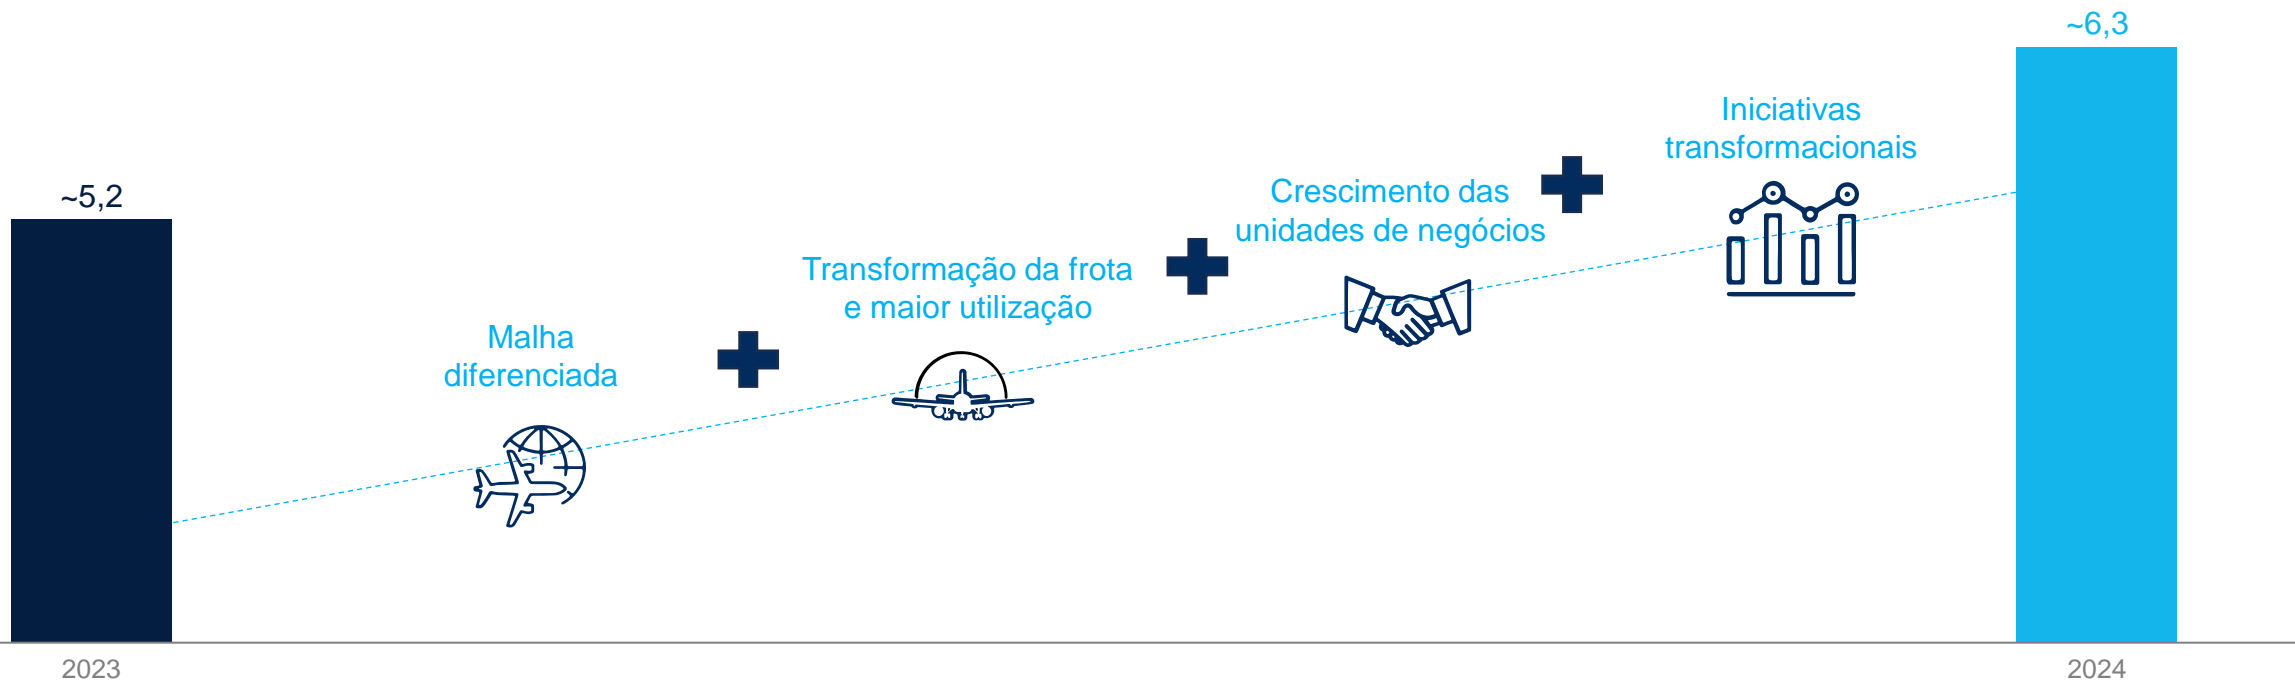 ~5,2
Malha
diferenciada
Transformação da frota
e maior utilização
Crescimento das
unidades de negócios
Iniciativas
transformacionais
~6,3
2023
2024